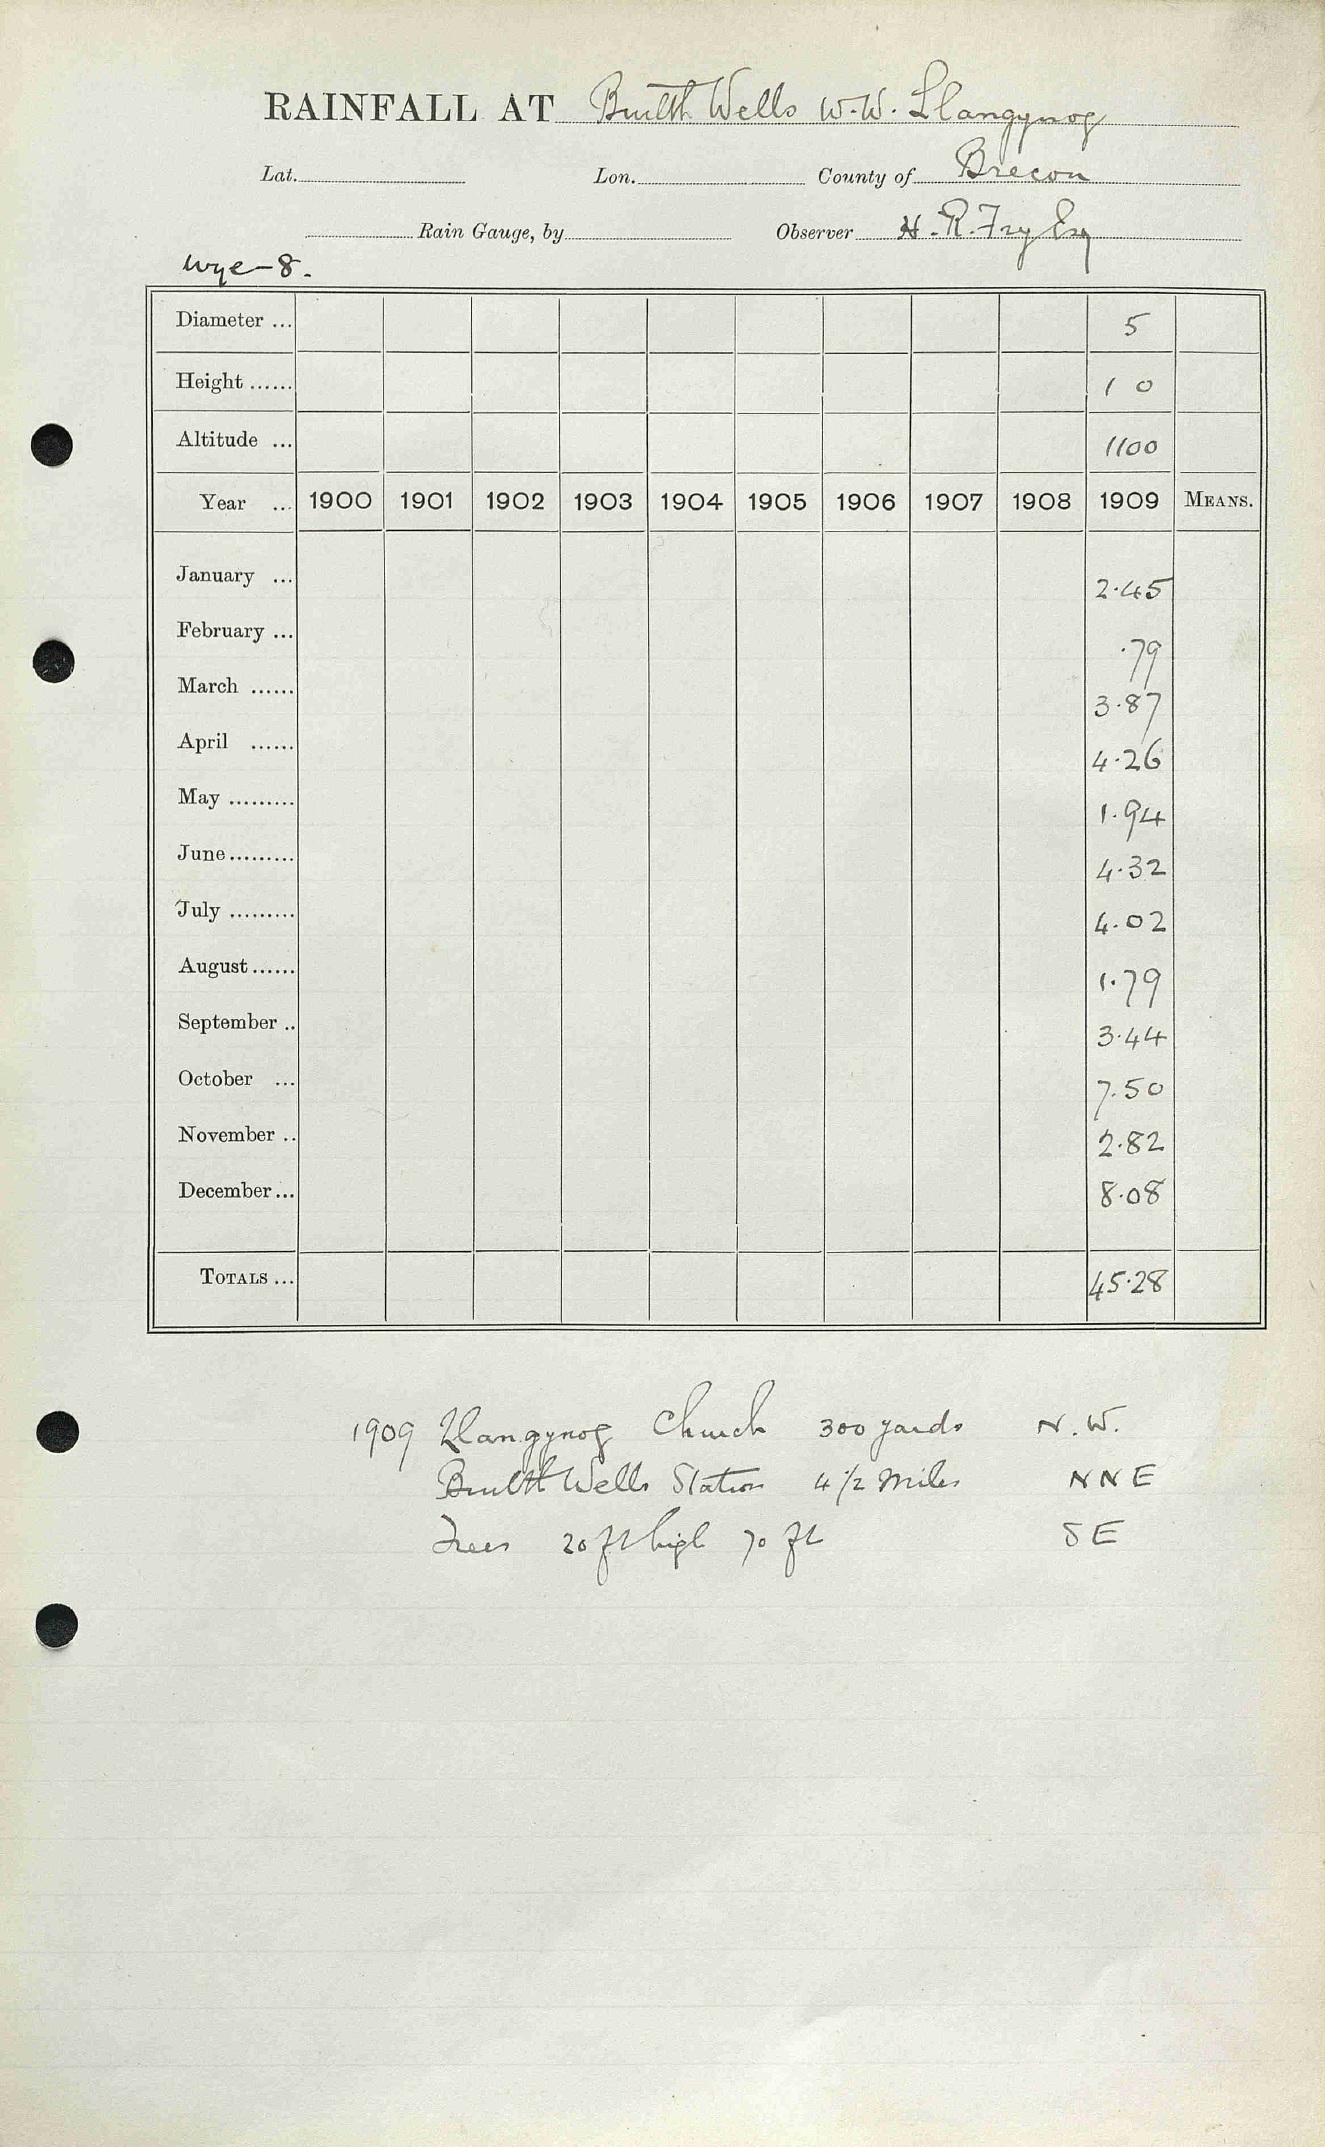 RAINFALL AT Builth Wells W.W. Llangynog
Lat. Lon. County of Brecon
Rain Gauge, by Observer H. R. Fry Esq
Wye-8.
Diameter ... 5
Height ...... 1 0
Altitude ... 1100
Year ... 1900 1901 1902 1903 1904 1905 1906 1907 1908 1909 MEANS.
January ... 2.45
February ... .79
March ...... 3.87
April ...... 4.26
May ......... 1.94
June ......... 4.32
July ......... 4.02
August ...... 1.79
September .. 3.44
October ... 7.50
November .. 2.82
December ... 8.08
TOTALS ... 45.28
1909 Llangynog Church 300 yards N.W.
Builth Wells Station 4 1/2 Miles NNE
Trees 20 ft high 70 ft SE